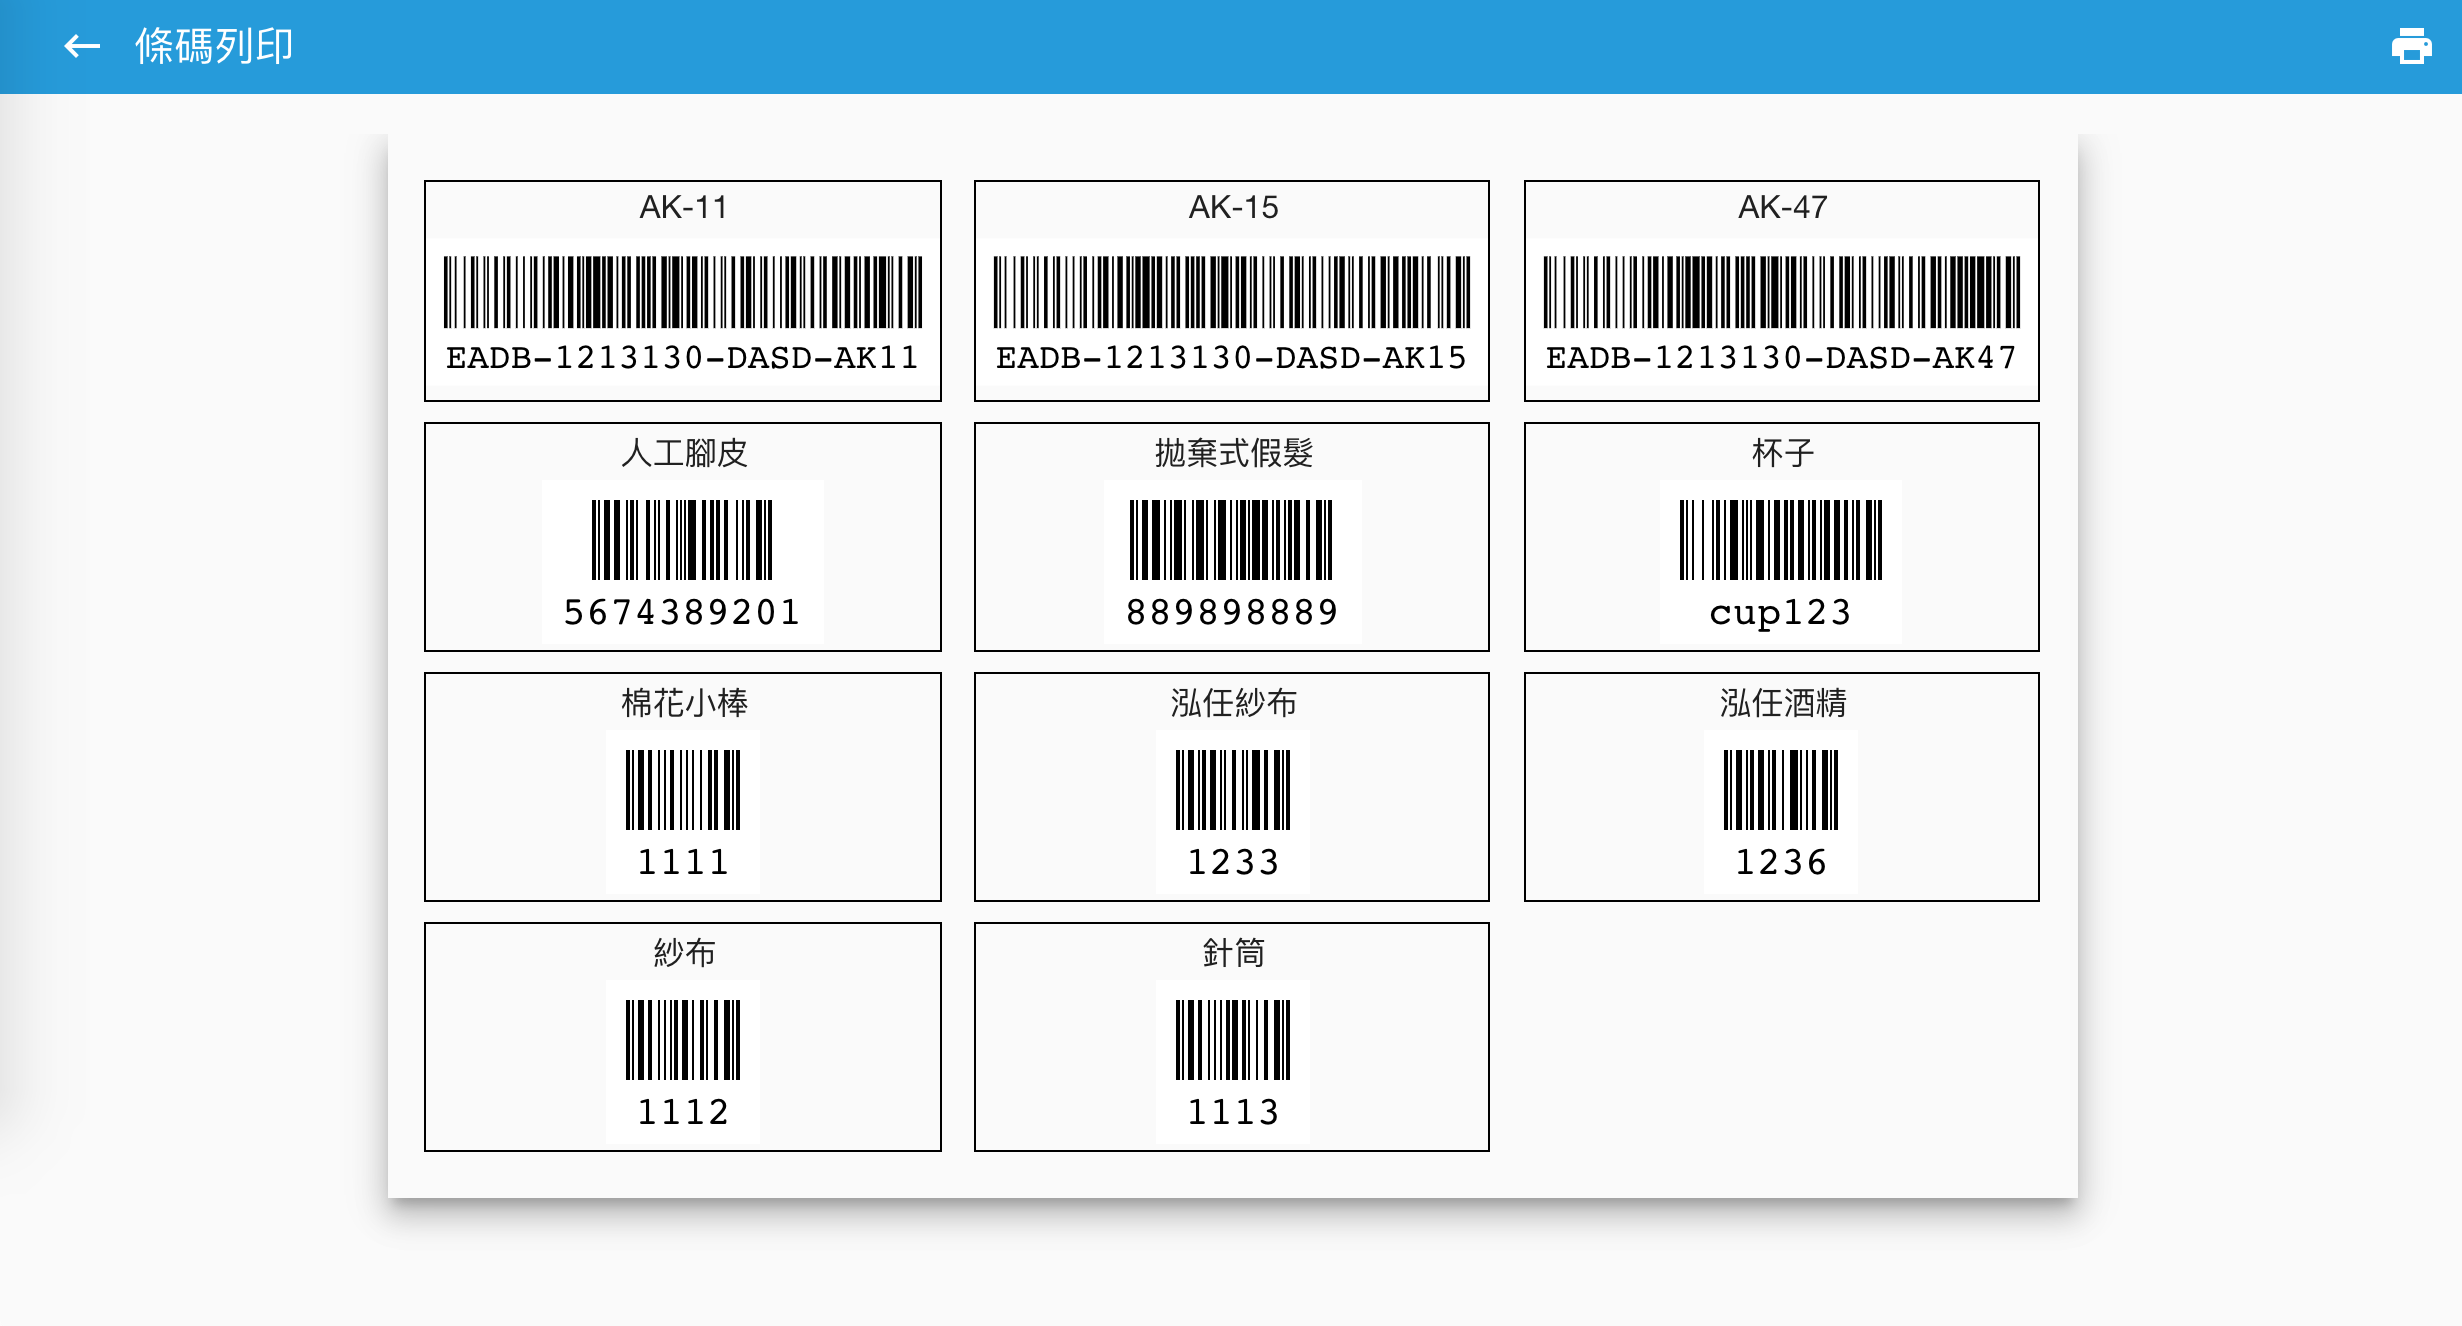 條碼列印
AK-11
EADB-1213130-DASD-AK11
AK-15
EADB-1213130-DASD-AK15
AK-47
EADB-1213130-DASD-AK47
人工腳皮
5674389201
拋棄式假髮
889898889
杯子
cup123
棉花小棒
1111
泓任紗布
1233
泓任酒精
1236
紗布
1112
針筒
1113